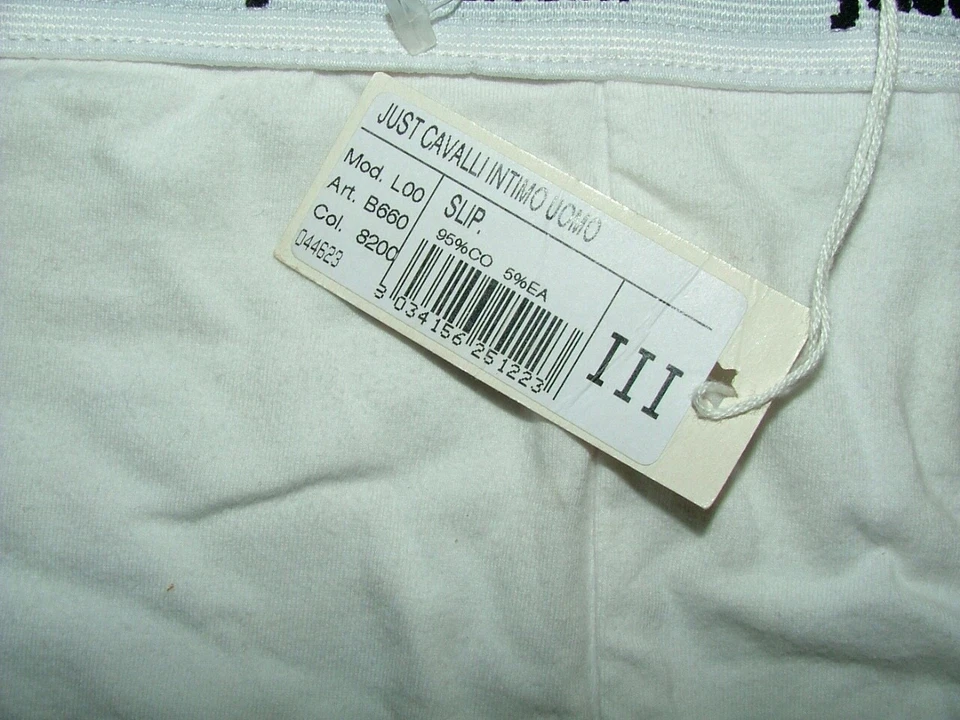 JUST CAVALLI INTIMO UOMO
Mod. L00
Art. B660
Col. 8200
044623
SLIP.
95%CO 5%EA
3 034156 251223
III